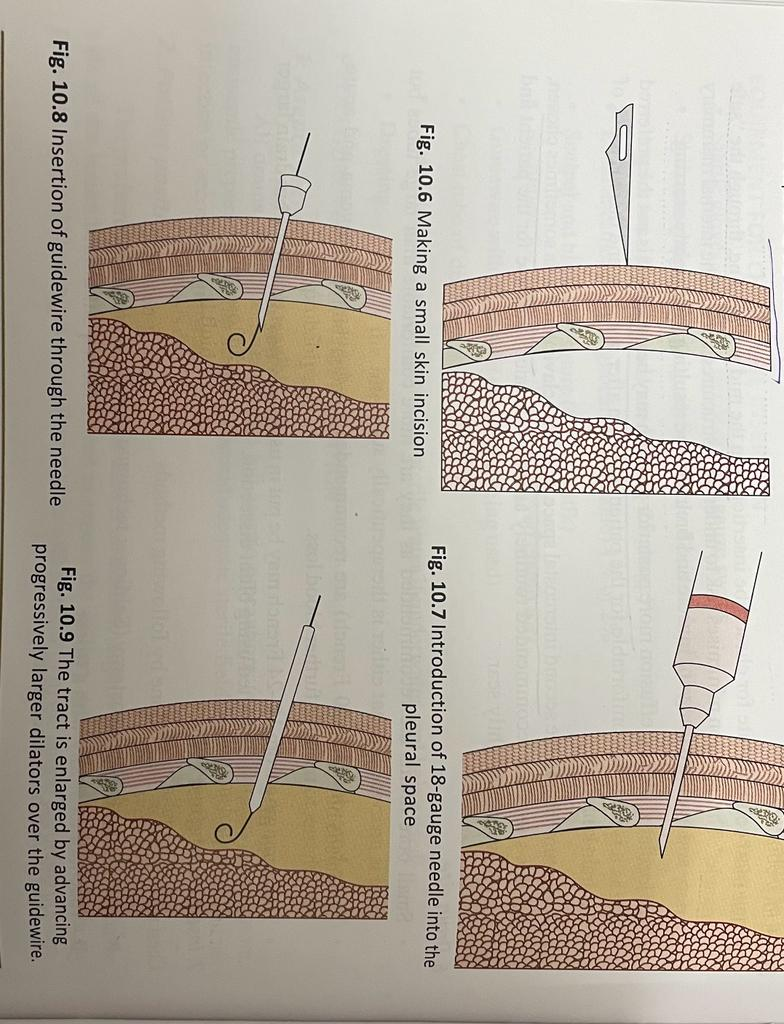 Fig. 10.6 Making a small skin incision
Fig. 10.7 Introduction of 18-gauge needle into the
pleural space
Fig. 10.8 Insertion of guidewire through the needle
Fig. 10.9 The tract is enlarged by advancing
progressively larger dilators over the guidewire.